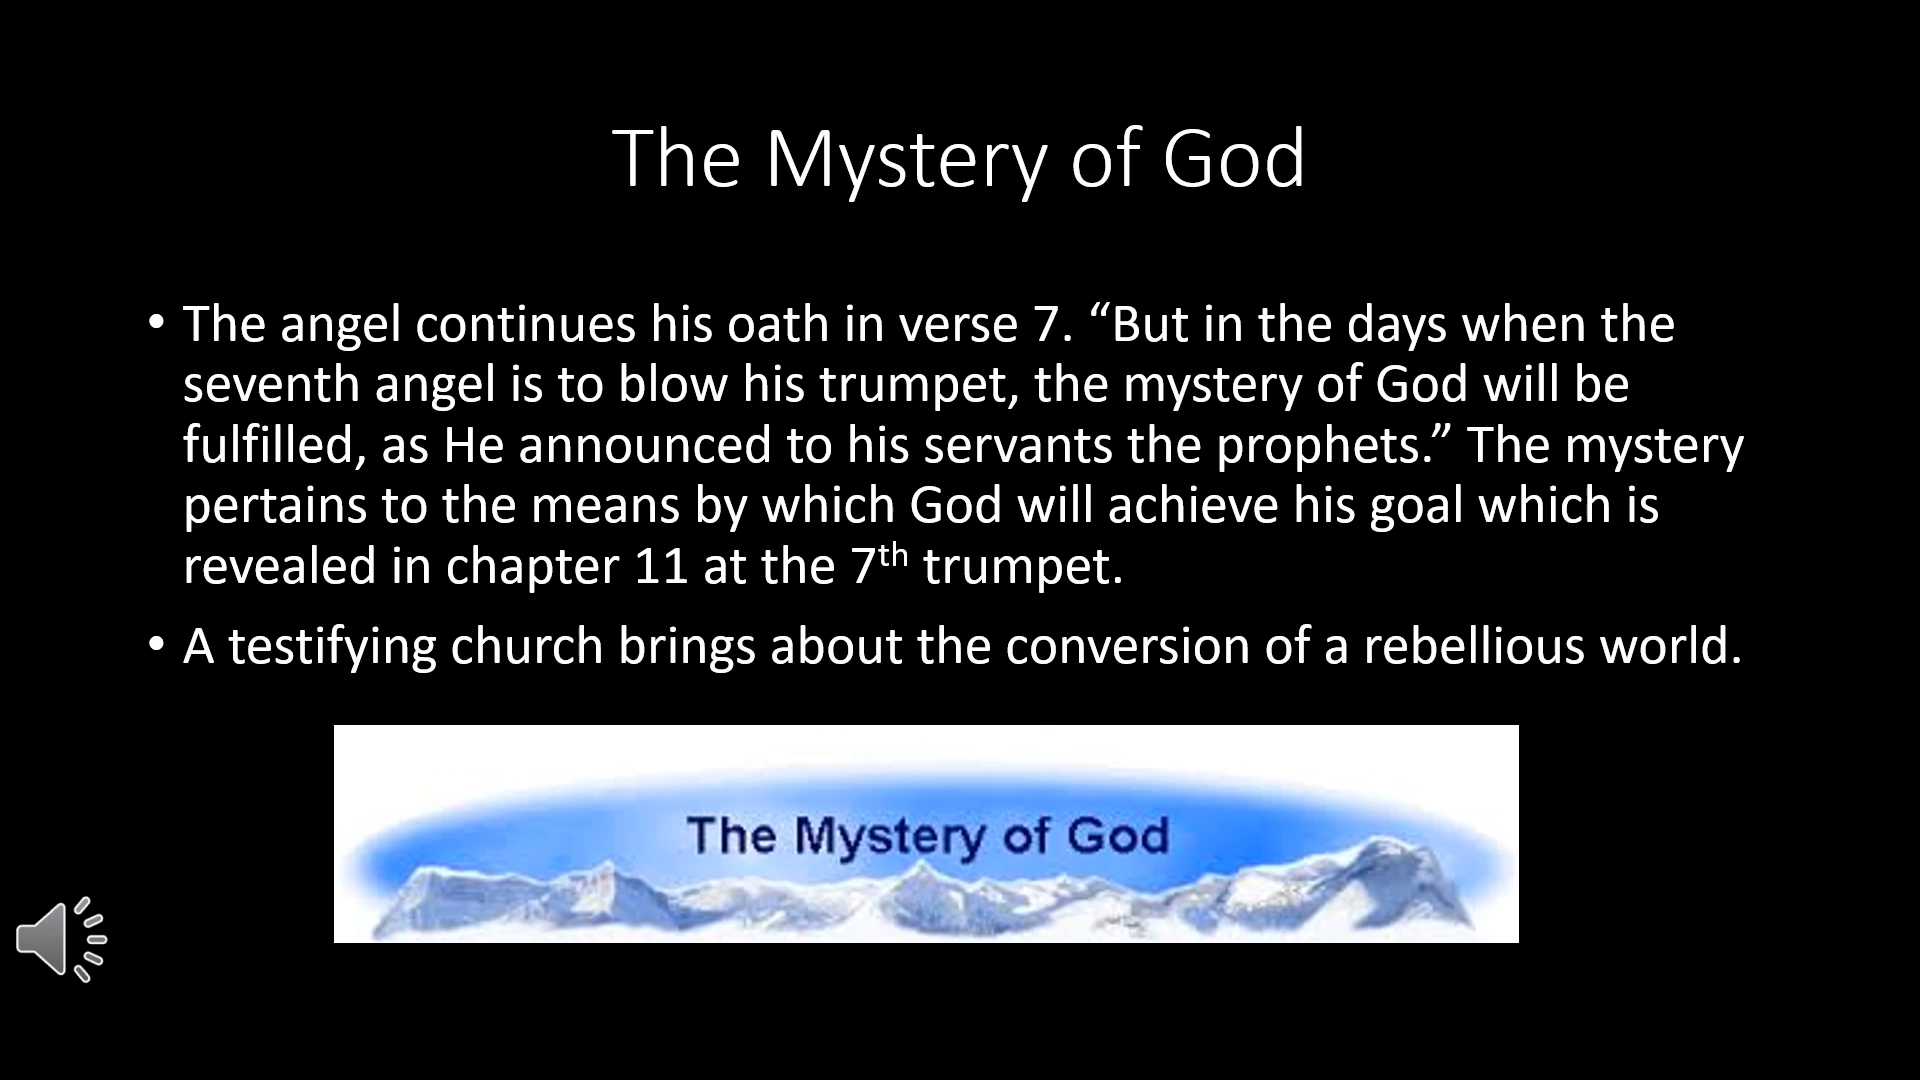 The Mystery of God
• The angel continues his oath in verse 7. “But in the days when the
seventh angel is to blow his trumpet, the mystery of God will be
fulfilled, as He announced to his servants the prophets.” The mystery
pertains to the means by which God will achieve his goal which is
revealed in chapter 11 at the 7th trumpet.
• A testifying church brings about the conversion of a rebellious world.
The Mystery of God